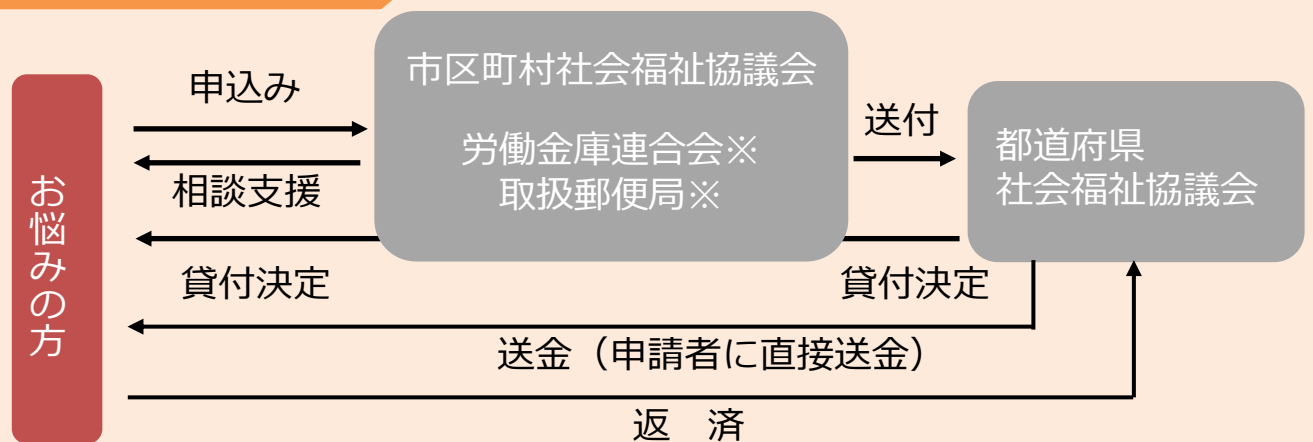 申込み
市区町村社会福祉協議会
労働金庫連合会※
取扱郵便局※
送付
都道府県
社会福祉協議会
お悩みの方
相談支援
貸付決定
貸付決定
送金（申請者に直接送金）
返　済